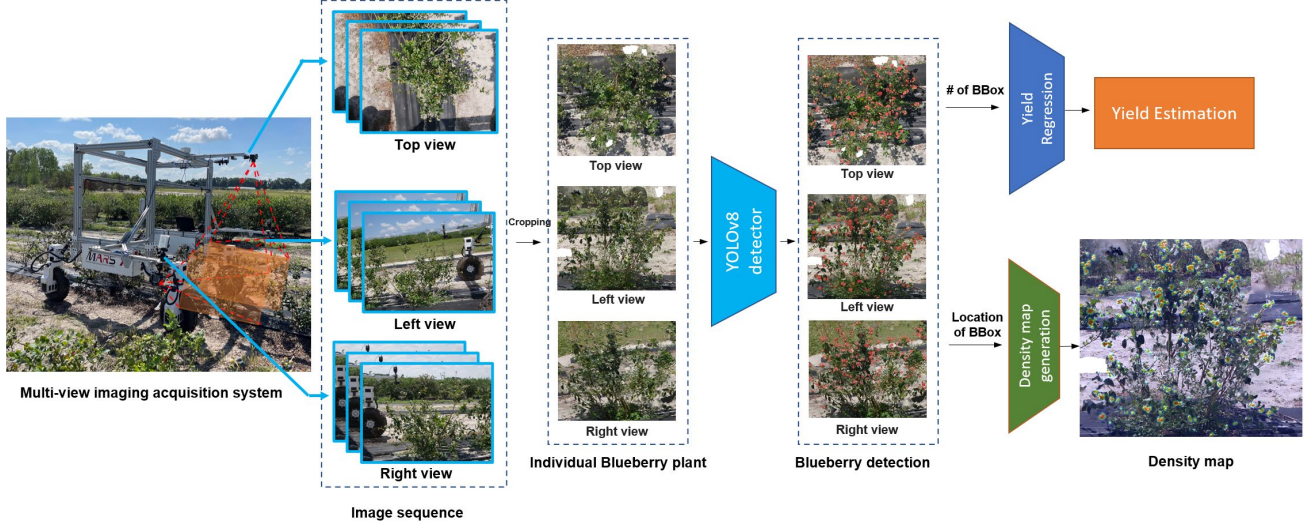 Multi-view imaging acquisition system
MARS X
Top view
Left view
Right view
Image sequence
Cropping
Top view
Left view
Right view
Individual Blueberry plant
YOLOv8
detector
Top view
Left view
Right view
Blueberry detection
# of BBox
Yield
Regression
Yield Estimation
Location
of BBox
Density map
generation
Density map